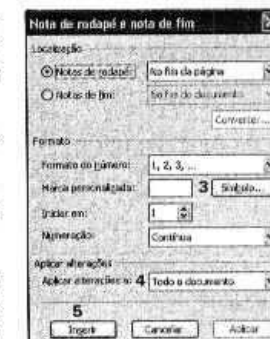 Nota de rodapé e nota de fim
Localização
Notas de rodapé: No fim da página
Notas de fim: No fim do documento
Converter...
Formato
Formato do número: 1, 2, 3, ...
Marca personalizada: 3 Símbolo...
Iniciar em: 1
Numeração: Contínua
Aplicar alterações
Aplicar alterações a: 4 Todo o documento
5
Inserir Cancelar Aplicar